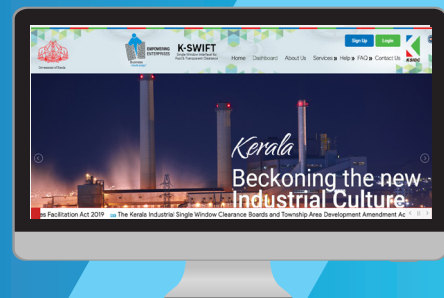 Sign Up Login
EMPOWERING
ENTERPRISES
K-SWIFT
Single Window Interface for
Fast & Transparent Clearance
Government of Kerala
Home Dashboard About Us Services Help FAQ Contact Us
KSIDC
Kerala
Beckoning the new
Industrial Culture
es Facilitation Act 2019 The Kerala Industrial Single Window Clearance Boards and Township Area Development Amendment Ac